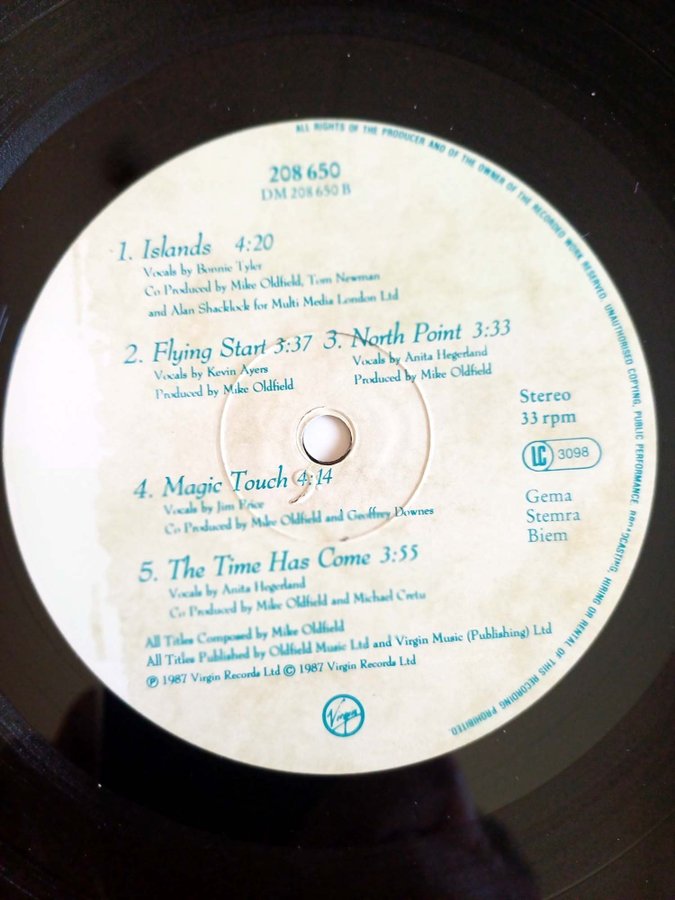 ALL RIGHTS OF THE PRODUCER AND OF THE OWNER OF THE RECORDED WORK RESERVED. UNAUTHORISED COPYING, PUBLIC PERFORMANCE, BROADCASTING, HIRING OR RENTAL OF THIS RECORDING PROHIBITED.
208 650
DM 208 650 B
1. Islands 4:20
Vocals by Bonnie Tyler
Co Produced by Mike Oldfield, Tom Newman
and Alan Shacklock for Multi Media London Ltd
2. Flying Start 3:37
Vocals by Kevin Ayers
Produced by Mike Oldfield
3. North Point 3:33
Vocals by Anita Hegerland
Produced by Mike Oldfield
Stereo
33 rpm
LC 3098
Gema
Stemra
Biem
4. Magic Touch 4:14
Vocals by Jim Price
Co Produced by Mike Oldfield and Geoffrey Downes
5. The Time Has Come 3:55
Vocals by Anita Hegerland
Co Produced by Mike Oldfield and Michael Cretu
All Titles Composed by Mike Oldfield
All Titles Published by Oldfield Music Ltd and Virgin Music (Publishing) Ltd
℗ 1987 Virgin Records Ltd © 1987 Virgin Records Ltd
Virgin